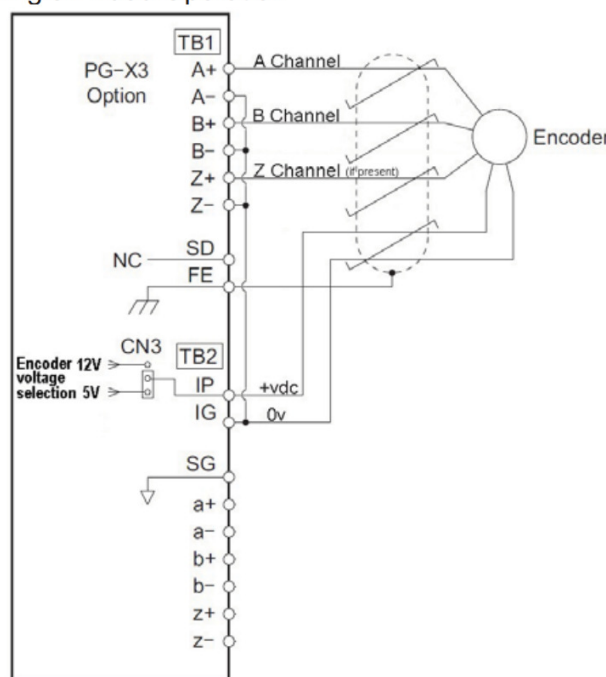 TB1
PG-X3
Option
A+
A Channel
A-
B+
B Channel
B-
Encoder
Z+
Z Channel (if present)
Z-
SD
NC
FE
CN3
TB2
Encoder 12V
voltage
selection 5V
IP
+vdc
IG
0v
SG
a+
a-
b+
b-
z+
z-